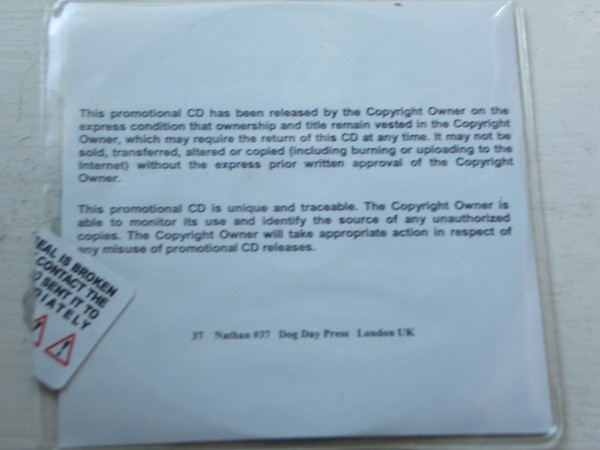 This promotional CD has been released by the Copyright Owner on the
express condition that ownership and title remain vested in the Copyright
Owner, which may require the return of this CD at any time. It may not be
sold, transferred, altered or copied (including burning or uploading to the
Internet) without the express prior written approval of the Copyright
Owner.
This promotional CD is unique and traceable. The Copyright Owner is
able to monitor its use and identify the source of any unauthorized
copies. The Copyright Owner will take appropriate action in respect of
any misuse of promotional CD releases.
SEAL IS BROKEN
CONTACT THE
SENT IT TO
37 Nathan #37 Dog Day Press London UK